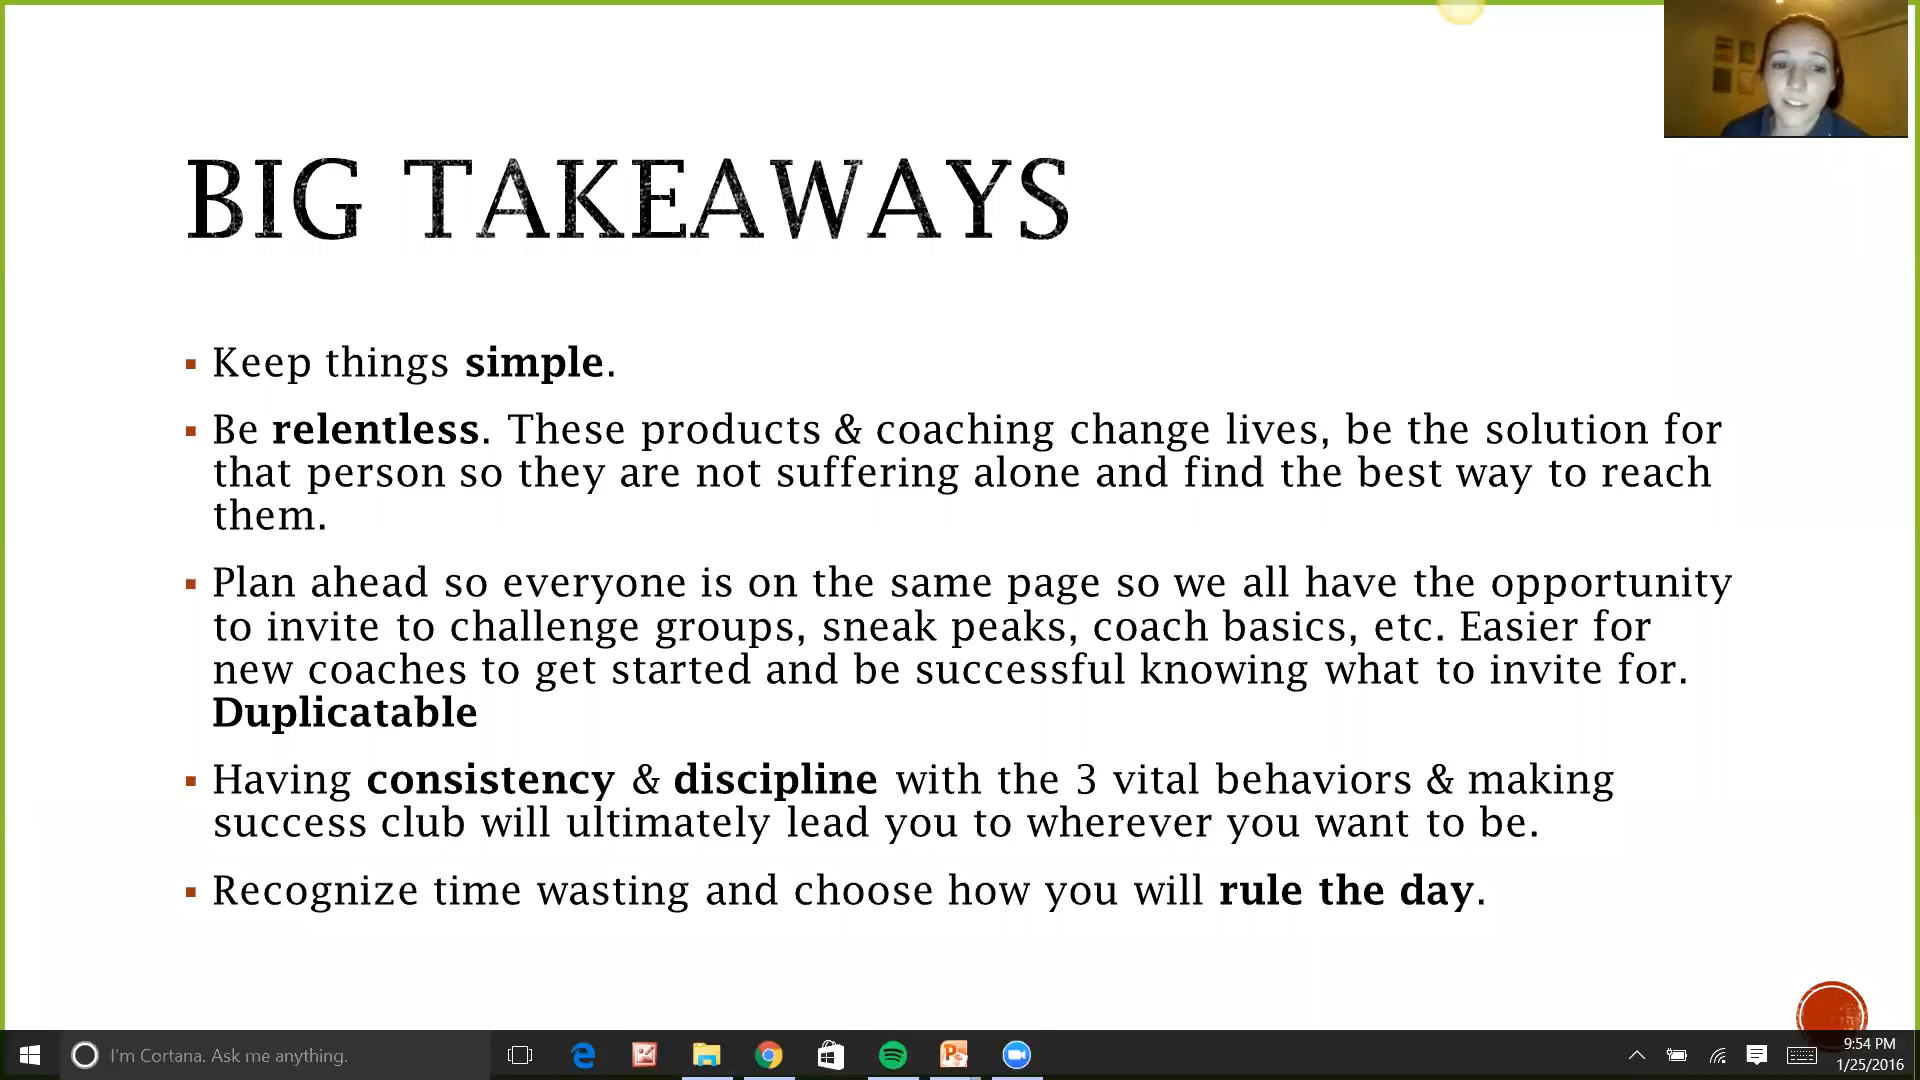 BIG TAKEAWAYS
▪ Keep things simple.
▪ Be relentless. These products & coaching change lives, be the solution for
that person so they are not suffering alone and find the best way to reach
them.
▪ Plan ahead so everyone is on the same page so we all have the opportunity
to invite to challenge groups, sneak peaks, coach basics, etc. Easier for
new coaches to get started and be successful knowing what to invite for.
Duplicatable
▪ Having consistency & discipline with the 3 vital behaviors & making
success club will ultimately lead you to wherever you want to be.
▪ Recognize time wasting and choose how you will rule the day.
I'm Cortana. Ask me anything.
9:54 PM
1/25/2016